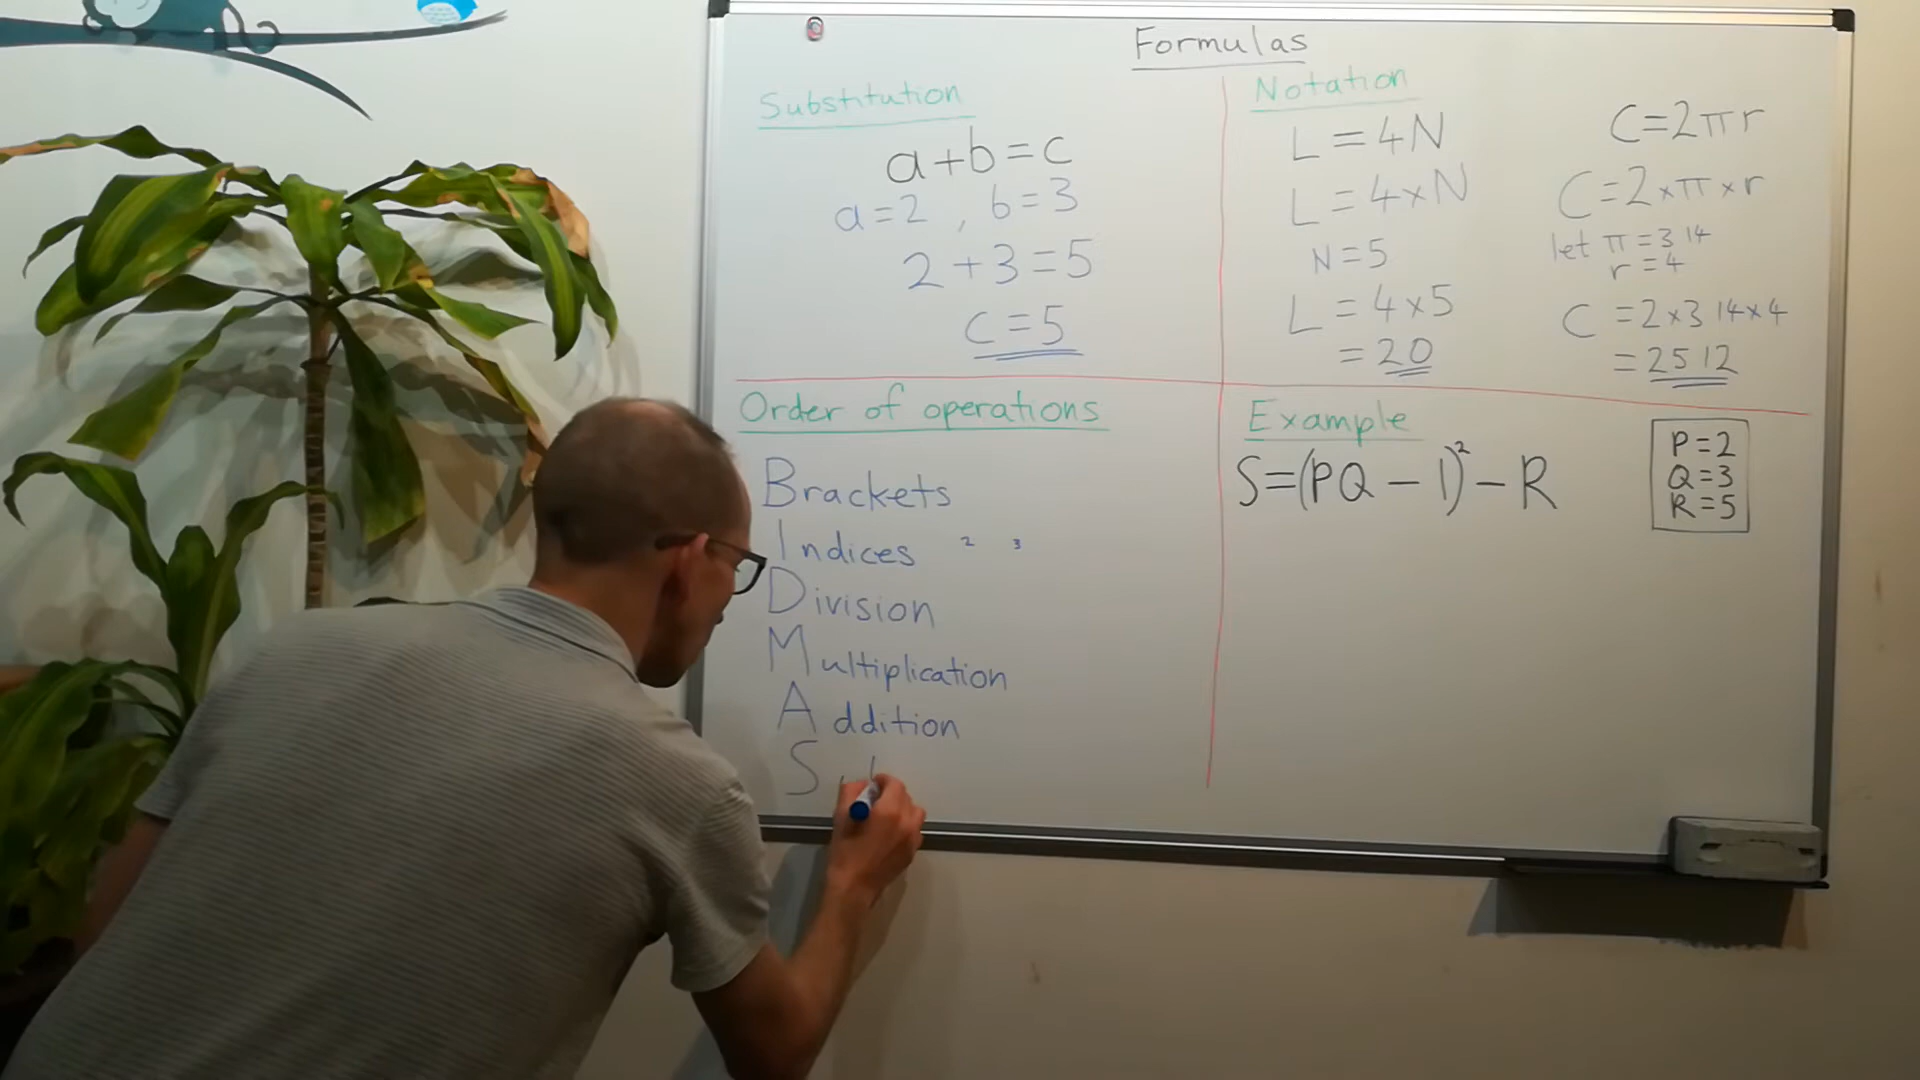 Formulas
Substitution
a+b=c
a=2 , b=3
2+3=5
c=5
Notation
L=4N
L=4×N
N=5
L=4×5
=20
C=2πr
C=2×π×r
let π=3 14
r=4
C=2×3 14×4
=25 12
Order of operations
Brackets
Indices 2 3
Division
Multiplication
Addition
S
Example
S=(PQ-1)²-R
P=2
Q=3
R=5